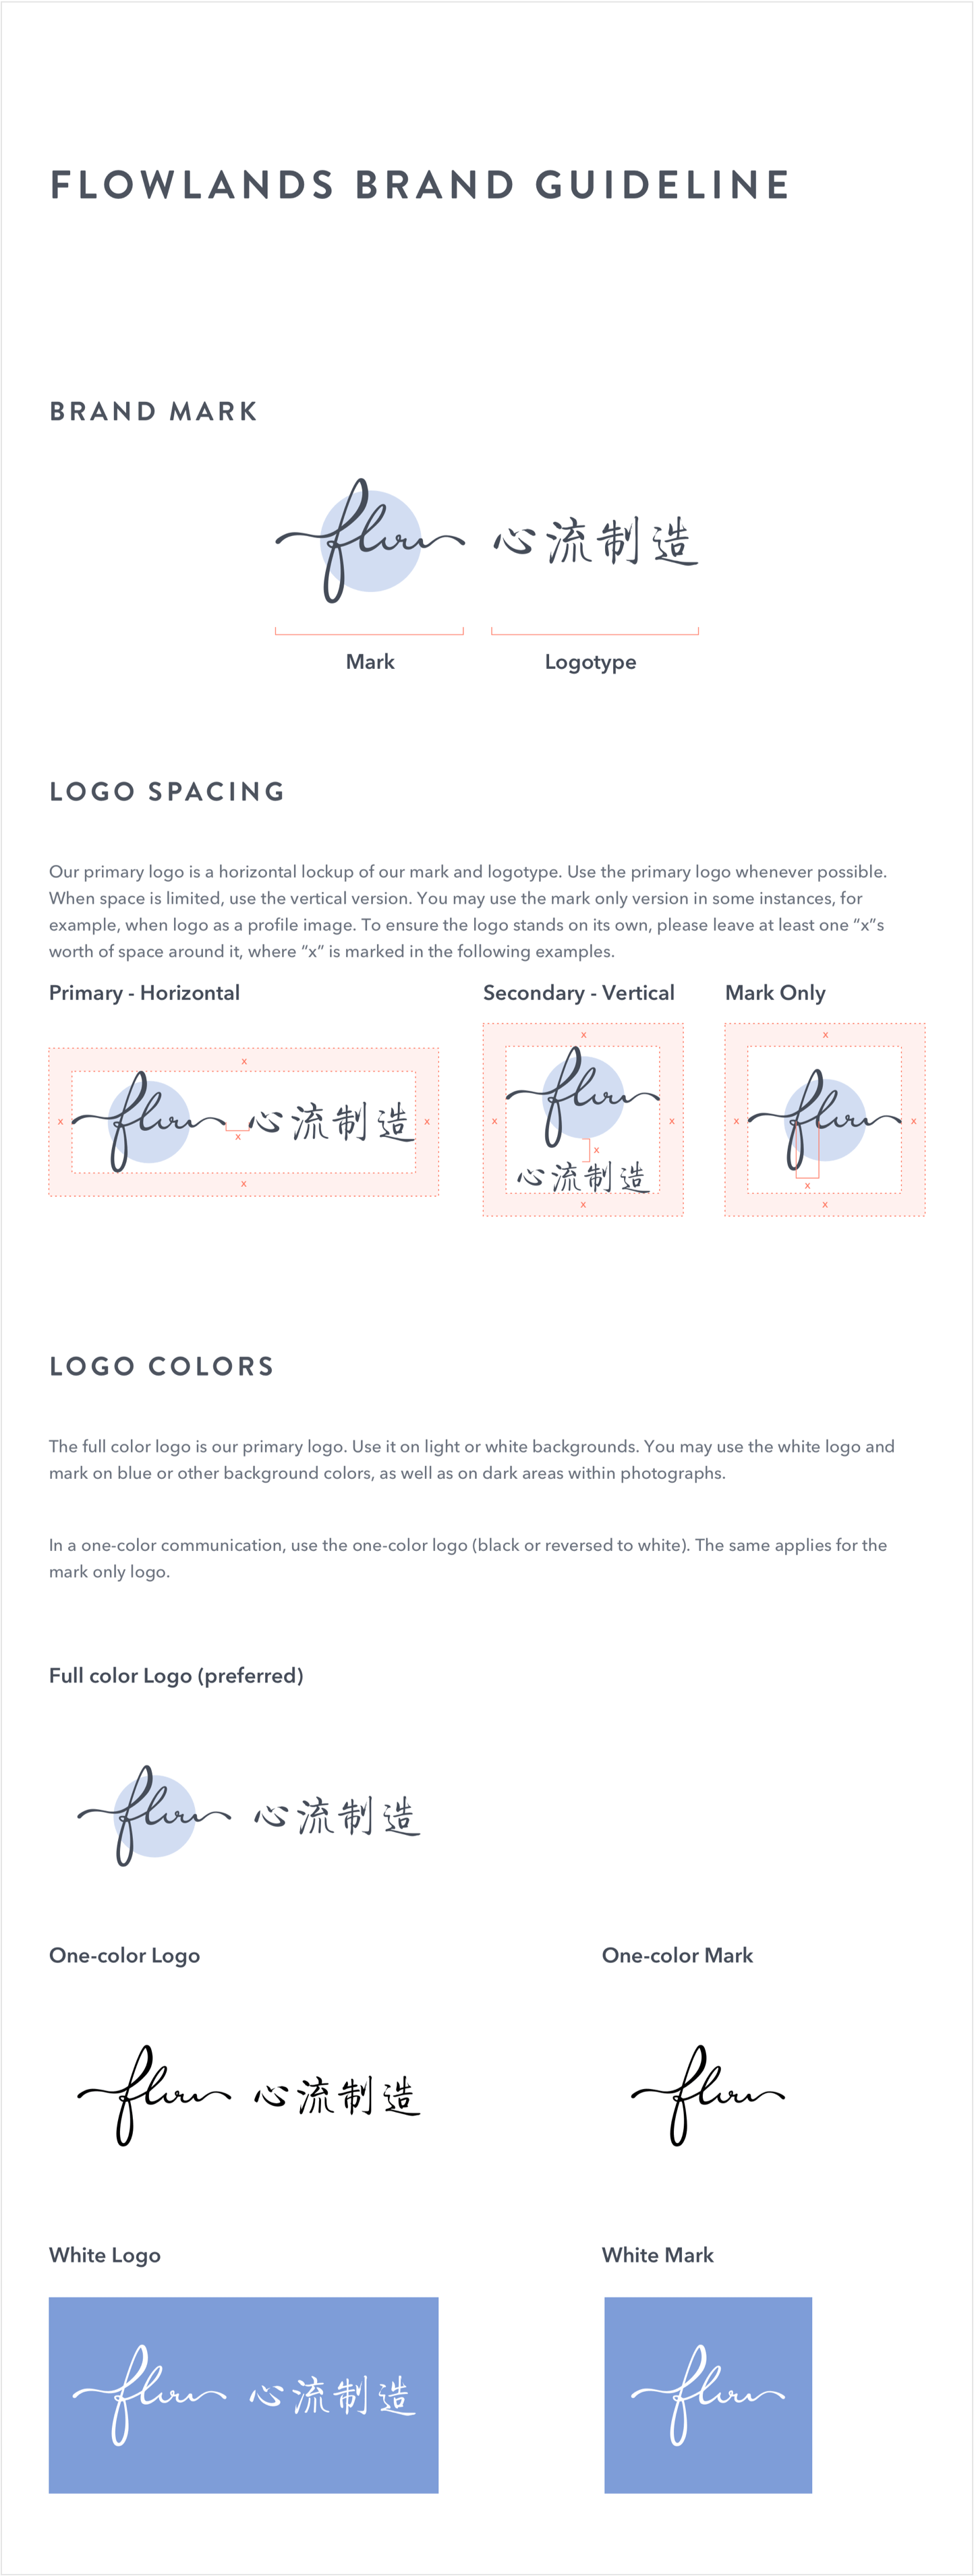 FLOWLANDS BRAND GUIDELINE
BRAND MARK
flow 心流制造
Mark Logotype
LOGO SPACING
Our primary logo is a horizontal lockup of our mark and logotype. Use the primary logo whenever possible.
When space is limited, use the vertical version. You may use the mark only version in some instances, for
example, when logo as a profile image. To ensure the logo stands on its own, please leave at least one “x”s
worth of space around it, where “x” is marked in the following examples.
Primary - Horizontal
x
x flow x 心流制造 x
x
Secondary - Vertical
x
x flow x
x
心流制造
x
Mark Only
x
x flow x
x
x
LOGO COLORS
The full color logo is our primary logo. Use it on light or white backgrounds. You may use the white logo and
mark on blue or other background colors, as well as on dark areas within photographs.
In a one-color communication, use the one-color logo (black or reversed to white). The same applies for the
mark only logo.
Full color Logo (preferred)
flow 心流制造
One-color Logo One-color Mark
flow 心流制造 flow
White Logo White Mark
flow 心流制造 flow